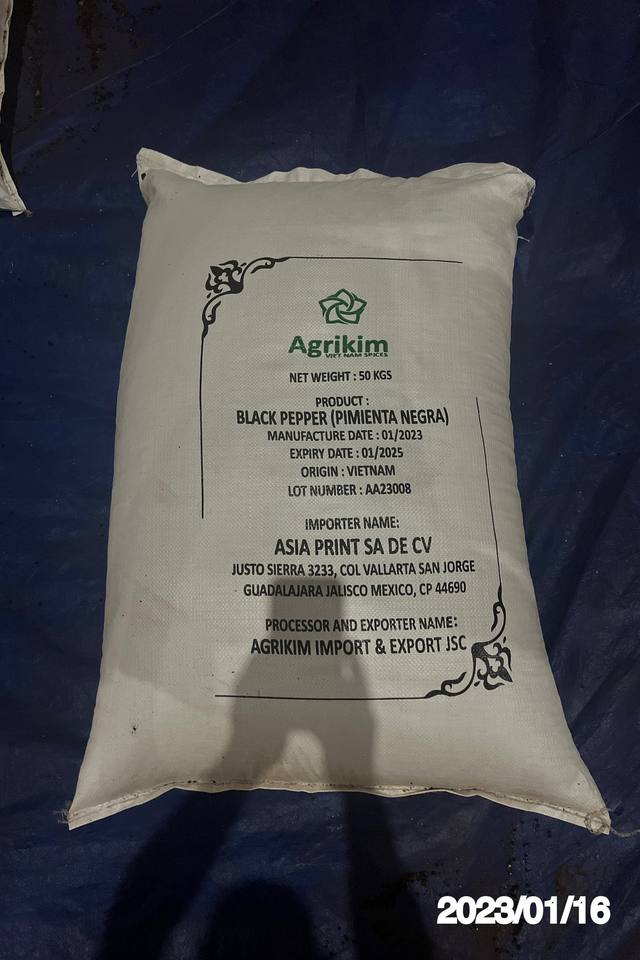 Agrikim
VIET NAM SPICES
NET WEIGHT : 50 KGS
PRODUCT :
BLACK PEPPER (PIMIENTA NEGRA)
MANUFACTURE DATE : 01/2023
EXPIRY DATE : 01/2025
ORIGIN : VIETNAM
LOT NUMBER : AA23008
IMPORTER NAME:
ASIA PRINT SA DE CV
JUSTO SIERRA 3233, COL VALLARTA SAN JORGE
GUADALAJARA JALISCO MEXICO, CP 44690
PROCESSOR AND EXPORTER NAME:
AGRIKIM IMPORT & EXPORT JSC
2023/01/16